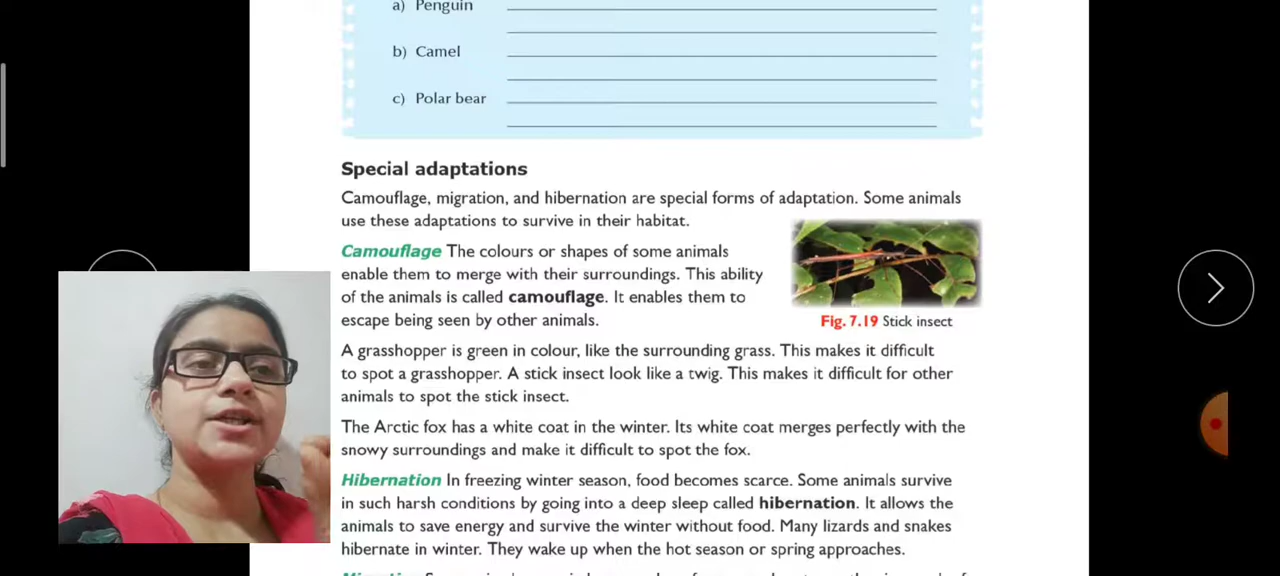 a) Penguin
b) Camel
c) Polar bear
Special adaptations
Camouflage, migration, and hibernation are special forms of adaptation. Some animals
use these adaptations to survive in their habitat.
Camouflage The colours or shapes of some animals
enable them to merge with their surroundings. This ability
of the animals is called camouflage. It enables them to
escape being seen by other animals.
Fig. 7.19 Stick insect
A grasshopper is green in colour, like the surrounding grass. This makes it difficult
to spot a grasshopper. A stick insect look like a twig. This makes it difficult for other
animals to spot the stick insect.
The Arctic fox has a white coat in the winter. Its white coat merges perfectly with the
snowy surroundings and make it difficult to spot the fox.
Hibernation In freezing winter season, food becomes scarce. Some animals survive
in such harsh conditions by going into a deep sleep called hibernation. It allows the
animals to save energy and survive the winter without food. Many lizards and snakes
hibernate in winter. They wake up when the hot season or spring approaches.